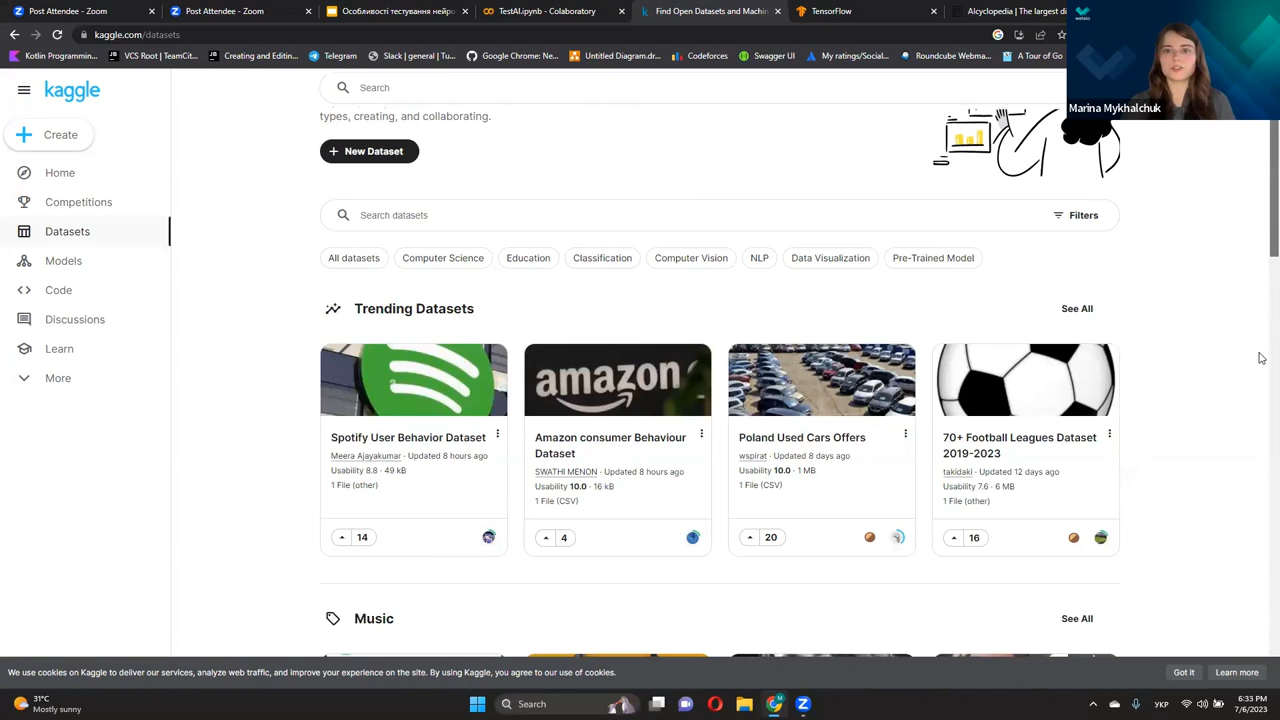 Post Attendee - Zoom
Post Attendee - Zoom
Особливості тестування нейро
TestAI.ipynb - Colaboratory
Find Open Datasets and Machin
TensorFlow
Alcyclopedia | The largest di
kaggle.com/datasets
Kotlin Programmin...
VCS Root | TeamCit...
Creating and Editin...
Telegram
Slack | general | Tu...
Google Chrome: Nor...
Untitled Diagram.dr...
Codeforces
Swagger UI
My ratings/Social...
Roundcube Webma...
A Tour of Go
welala
Marina Mykhalchuk
kaggle
Search
types, creating, and collaborating.
Create
New Dataset
Home
Competitions
Datasets
Models
Code
Discussions
Learn
More
Search datasets
Filters
All datasets
Computer Science
Education
Classification
Computer Vision
NLP
Data Visualization
Pre-Trained Model
Trending Datasets
See All
amazon
Spotify User Behavior Dataset
Meera Ajayakumar · Updated 8 hours ago
Usability 8.8 · 49 kB
1 File (other)
14
Amazon consumer Behaviour
Dataset
SWATHI MENON · Updated 8 hours ago
Usability 10.0 · 16 kB
1 File (CSV)
4
Poland Used Cars Offers
wspirat · Updated 8 days ago
Usability 10.0 · 1 MB
1 File (CSV)
20
70+ Football Leagues Dataset
2019-2023
takidaki · Updated 12 days ago
Usability 7.6 · 6 MB
1 File (other)
16
Music
See All
We use cookies on Kaggle to deliver our services, analyze web traffic, and improve your experience on the site. By using Kaggle, you agree to our use of cookies.
Got it
Learn more
31°C
Mostly sunny
Search
УКР
6:33 PM
7/6/2023